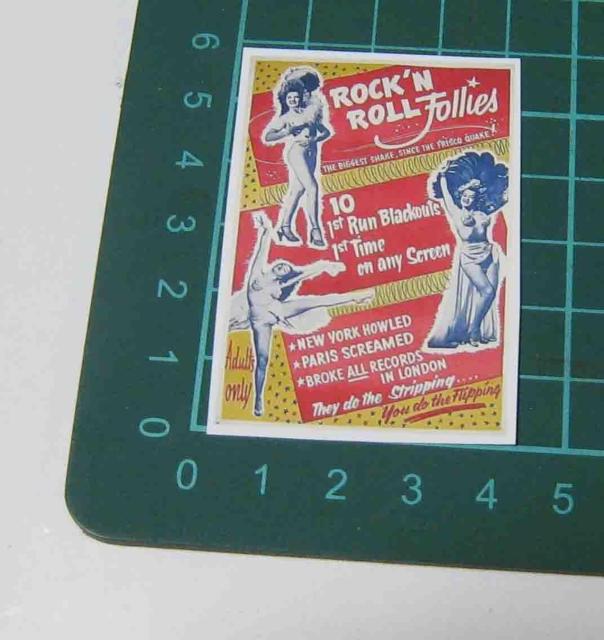 ROCK'N
ROLL Follies
THE BIGGEST SHAKE, SINCE THE FRISCO QUAKE!
10
1st Run Blackouts
1st Time
on any Screen
★NEW YORK HOWLED
★PARIS SCREAMED
★BROKE ALL RECORDS
IN LONDON
Adults
only
They do the Stripping....
You do the Flipping
6
5
4
3
2
1
0
0 1 2 3 4 5